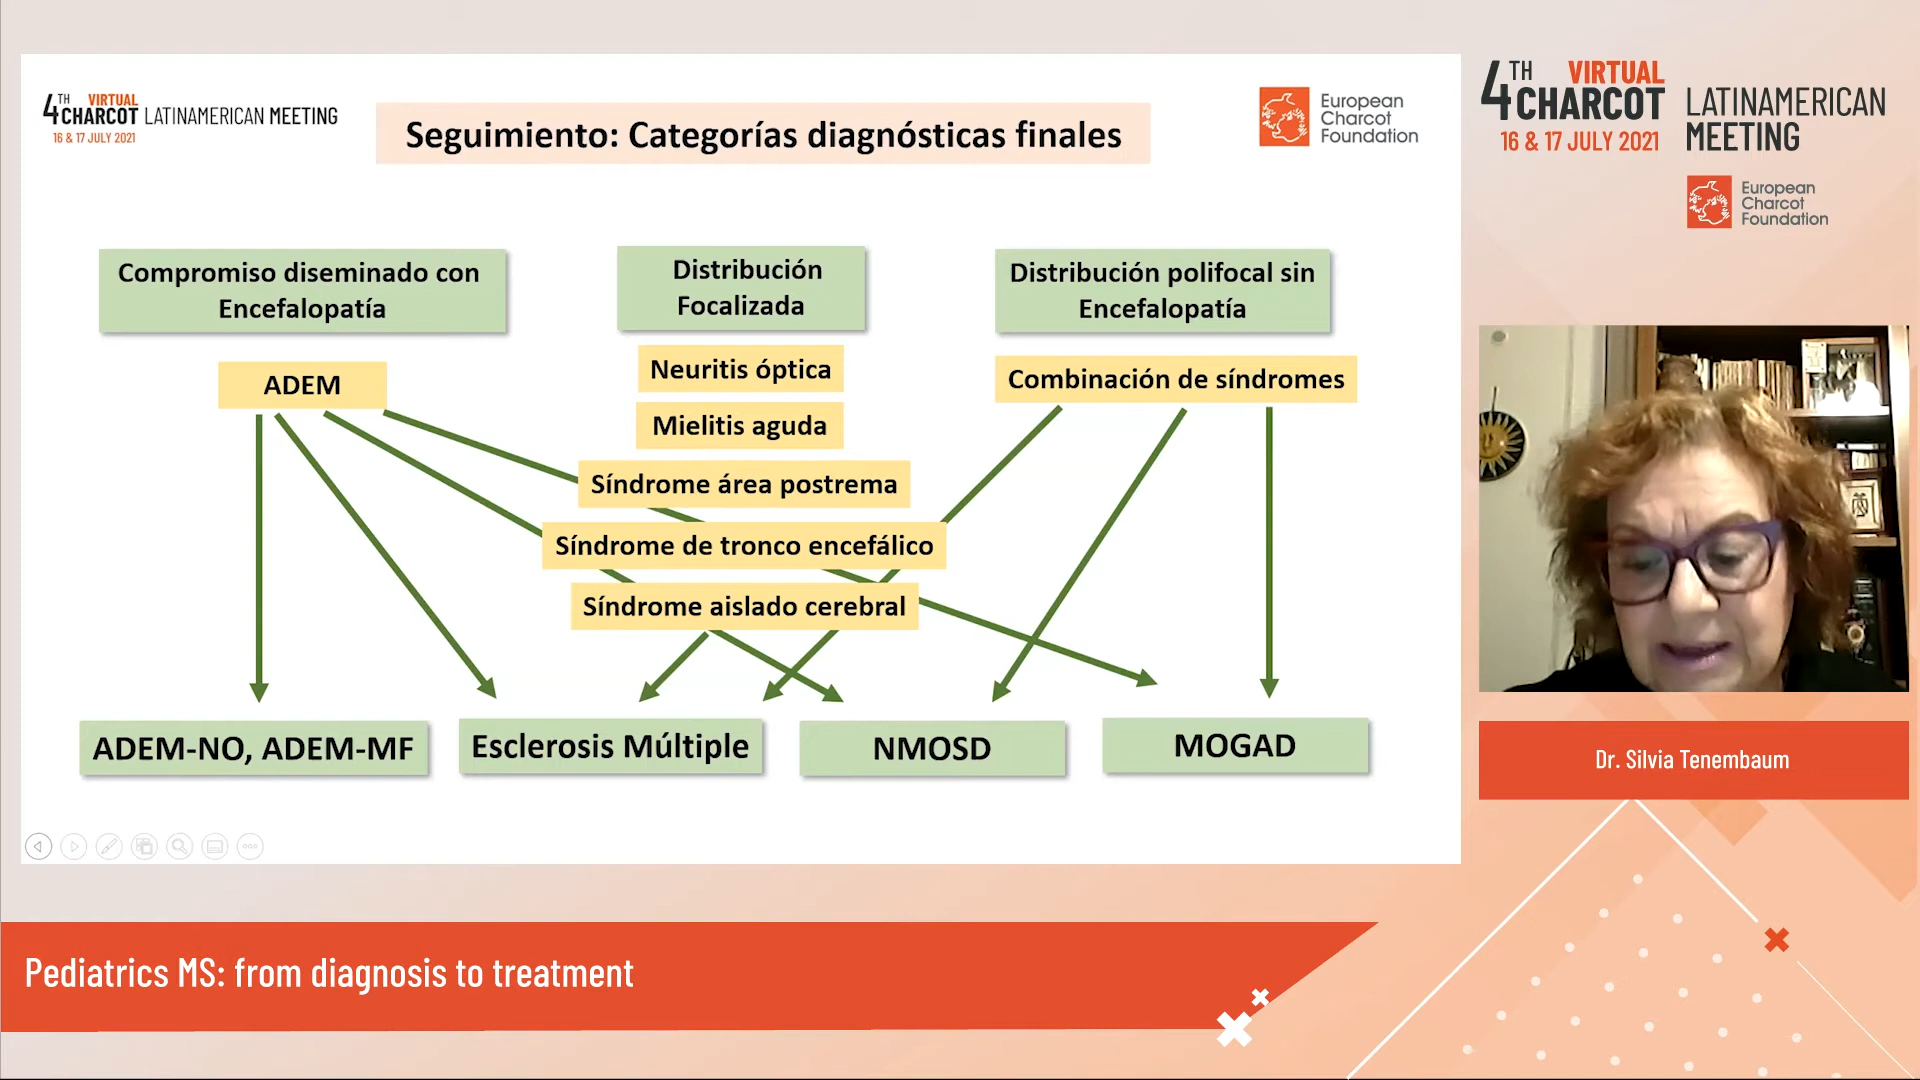 4TH VIRTUAL CHARCOT LATINAMERICAN MEETING
16 & 17 JULY 2021
Seguimiento: Categorías diagnósticas finales
European
Charcot
Foundation
Compromiso diseminado con
Encefalopatía
Distribución
Focalizada
Distribución polifocal sin
Encefalopatía
ADEM
Neuritis óptica
Mielitis aguda
Síndrome área postrema
Síndrome de tronco encefálico
Síndrome aislado cerebral
Combinación de síndromes
ADEM-NO, ADEM-MF
Esclerosis Múltiple
NMOSD
MOGAD
4TH VIRTUAL
CHARCOT
16 & 17 JULY 2021
LATINAMERICAN
MEETING
European
Charcot
Foundation
Dr. Silvia Tenembaum
Pediatrics MS: from diagnosis to treatment